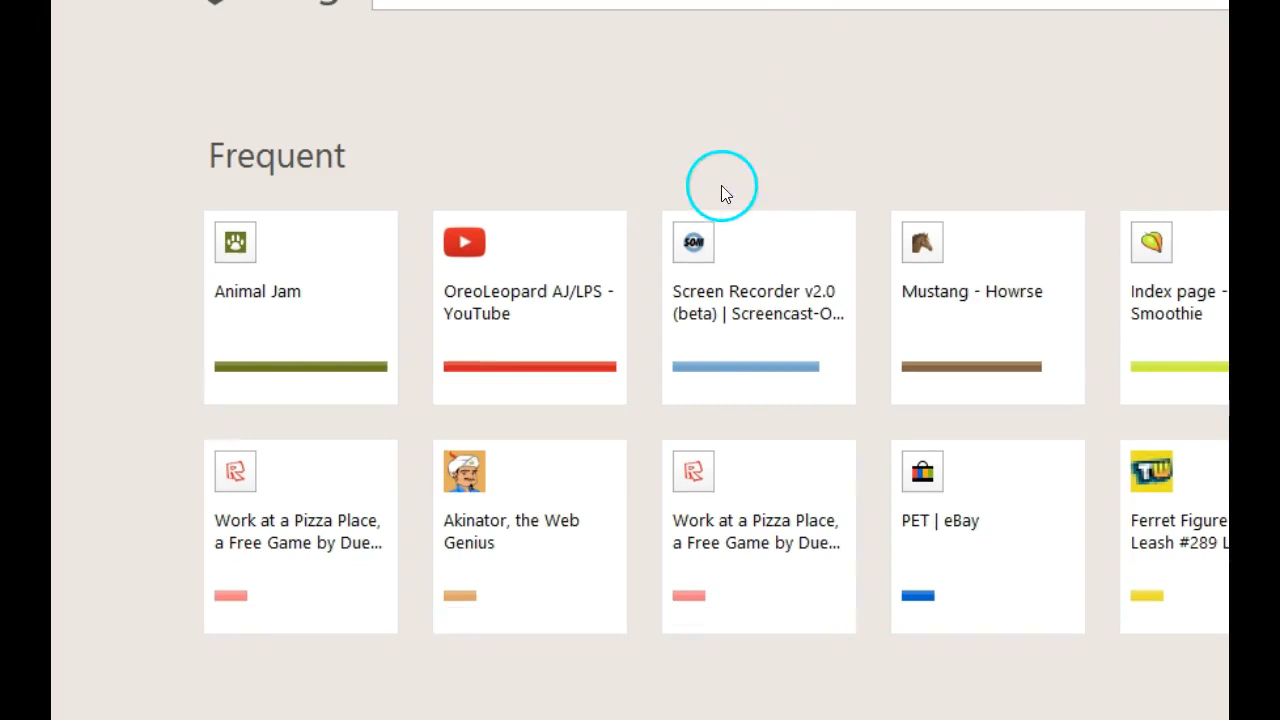 Frequent
Animal Jam
OreoLeopard AJ/LPS -
YouTube
SOM
Screen Recorder v2.0
(beta) | Screencast-O...
Mustang - Howrse
Index page -
Smoothie
Work at a Pizza Place,
a Free Game by Due...
Akinator, the Web
Genius
Work at a Pizza Place,
a Free Game by Due...
PET | eBay
Ferret Figure
Leash #289 L